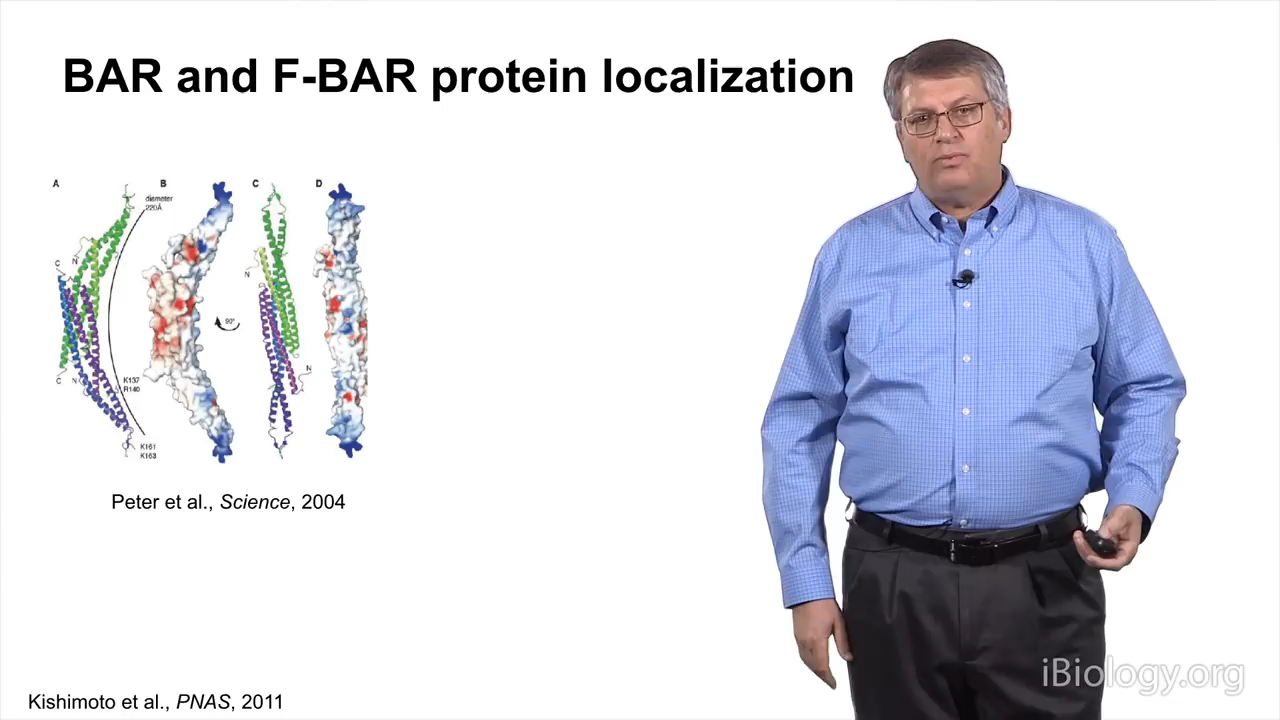 BAR and F-BAR protein localization
A
B
C
D
diameter
220Å
C
N
N
90°
K137
R140
C
N
N
K161
K163
Peter et al., Science, 2004
Kishimoto et al., PNAS, 2011
iBiology.org